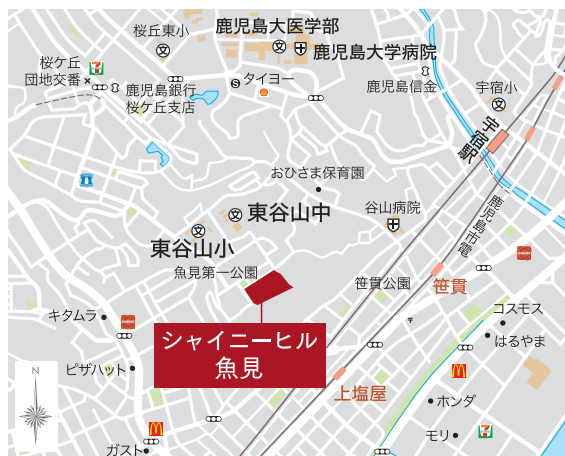 桜丘東小
鹿児島大医学部
鹿児島大学病院
桜ケ丘
団地交番
鹿児島銀行
桜ケ丘支店
タイヨー
鹿児島信金
宇宿小
宇宿駅
おひさま保育園
東谷山中
谷山病院
鹿児島市電
東谷山小
魚見第一公園
笹貫公園
笹貫
キタムラ
シャイニーヒル
魚見
コスモス
はるやま
ピザハット
上塩屋
ホンダ
モリ
ガスト
N